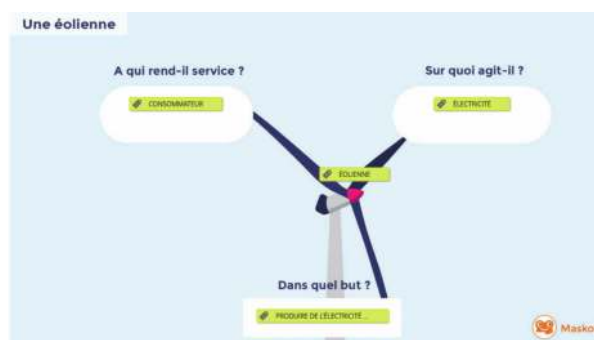 Une éolienne
A qui rend-il service ?
Sur quoi agit-il ?
CONSOMMATEUR
ÉLECTRICITÉ
ÉOLIENNE
Dans quel but ?
PRODUIRE DE L'ÉLECTRICITÉ ...
Masko